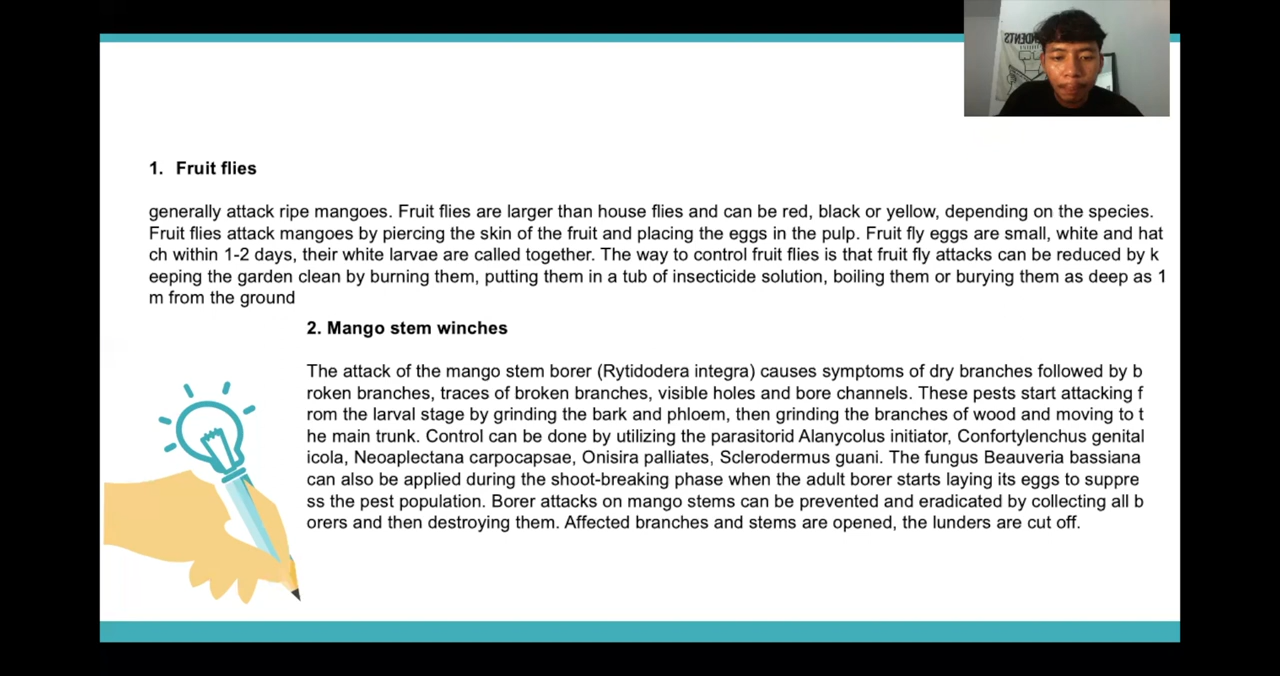 1. Fruit flies
generally attack ripe mangoes. Fruit flies are larger than house flies and can be red, black or yellow, depending on the species.
Fruit flies attack mangoes by piercing the skin of the fruit and placing the eggs in the pulp. Fruit fly eggs are small, white and hat
ch within 1-2 days, their white larvae are called together. The way to control fruit flies is that fruit fly attacks can be reduced by k
eeping the garden clean by burning them, putting them in a tub of insecticide solution, boiling them or burying them as deep as 1
m from the ground
2. Mango stem winches
The attack of the mango stem borer (Rytidodera integra) causes symptoms of dry branches followed by b
roken branches, traces of broken branches, visible holes and bore channels. These pests start attacking f
rom the larval stage by grinding the bark and phloem, then grinding the branches of wood and moving to t
he main trunk. Control can be done by utilizing the parasitorid Alanycolus initiator, Confortylenchus genital
icola, Neoaplectana carpocapsae, Onisira palliates, Sclerodermus guani. The fungus Beauveria bassiana
can also be applied during the shoot-breaking phase when the adult borer starts laying its eggs to suppre
ss the pest population. Borer attacks on mango stems can be prevented and eradicated by collecting all b
orers and then destroying them. Affected branches and stems are opened, the lunders are cut off.